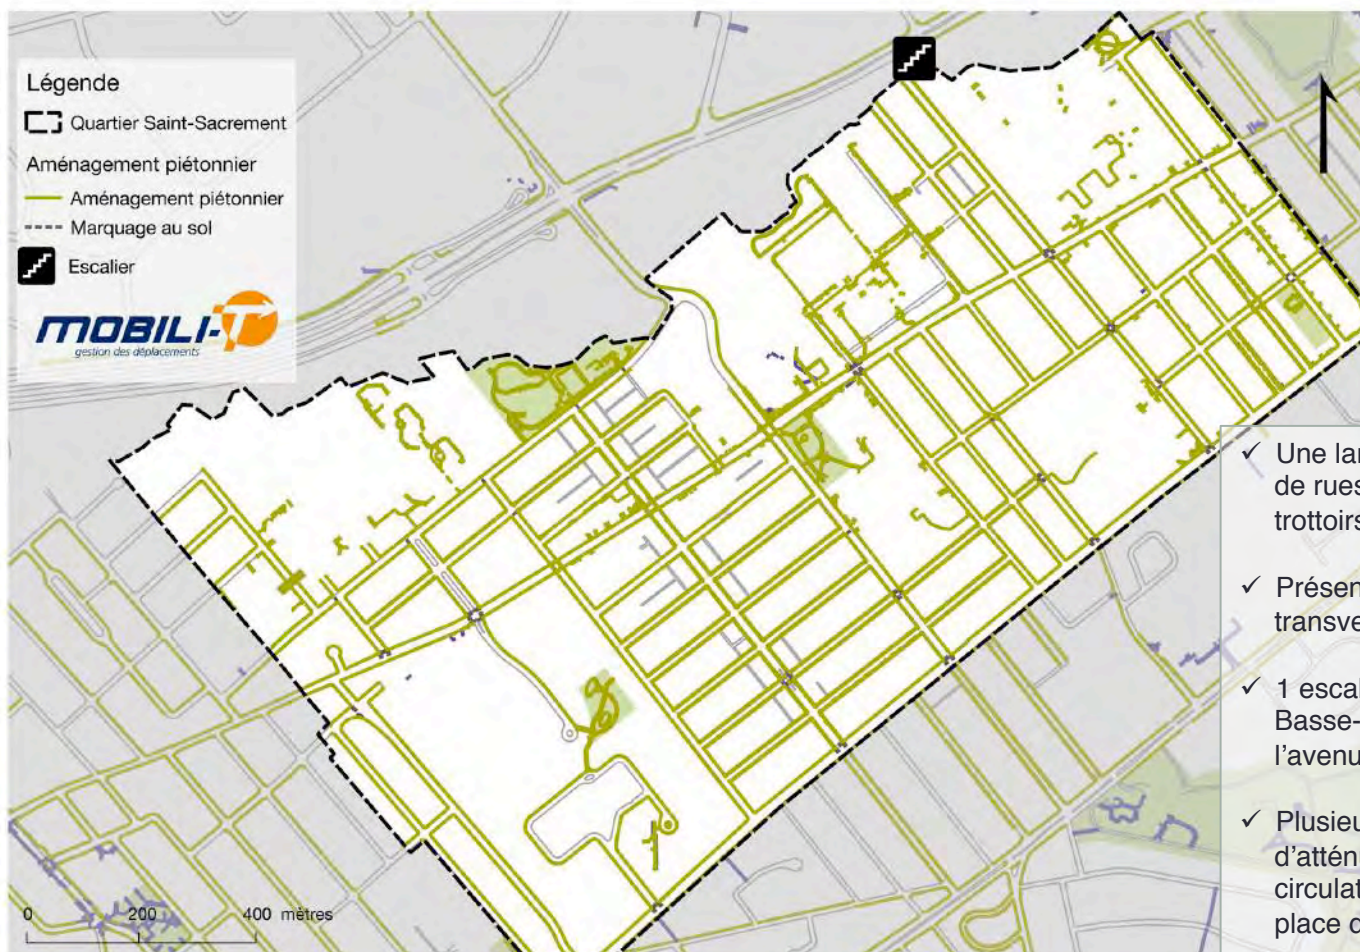 Légende
Quartier Saint-Sacrement
Aménagement piétonnier
Aménagement piétonnier
Marquage au sol
Escalier
MOBILI-T
gestion des déplacements
0 200 400 mètres
✓ Une lar
de rues
trottoirs
✓ Présen
transve
✓ 1 escal
Basse-
l'avenu
✓ Plusieu
d'attén
circulat
place d